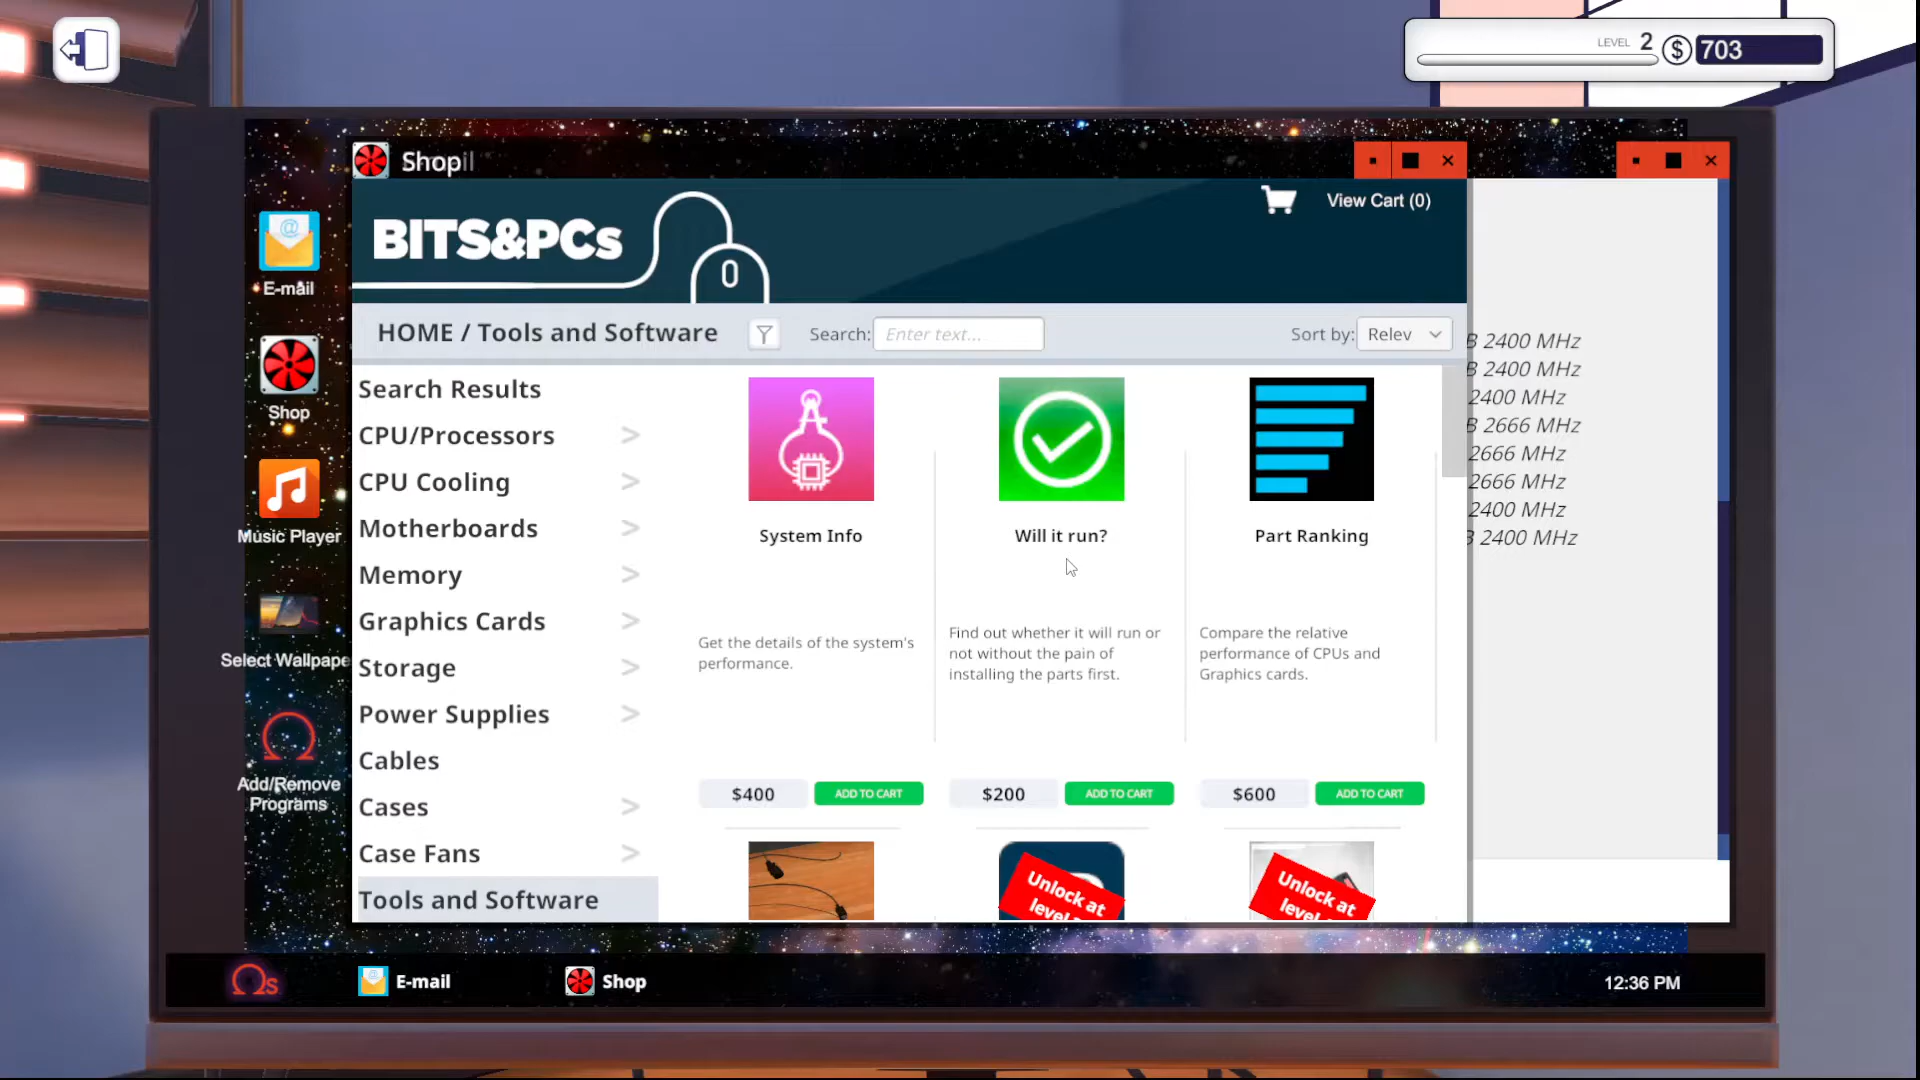 LEVEL 2 $ 703
Shop
View Cart (0)
BITS&PCs
HOME / Tools and Software
Search: Enter text...
Sort by: Relev
E-mail
Shop
Music Player
Select Wallpape
Add/Remove
Programs
Search Results
CPU/Processors >
CPU Cooling >
Motherboards >
Memory >
Graphics Cards >
Storage >
Power Supplies >
Cables
Cases >
Case Fans >
Tools and Software
System Info
Get the details of the system's
performance.
$400 ADD TO CART
Will it run?
Find out whether it will run or
not without the pain of
installing the parts first.
$200 ADD TO CART
Part Ranking
Compare the relative
performance of CPUs and
Graphics cards.
$600 ADD TO CART
Unlock at
level
Unlock at
level
B 2400 MHz
B 2400 MHz
2400 MHz
B 2666 MHz
2666 MHz
2666 MHz
2400 MHz
B 2400 MHz
Ωs
E-mail
Shop
12:36 PM